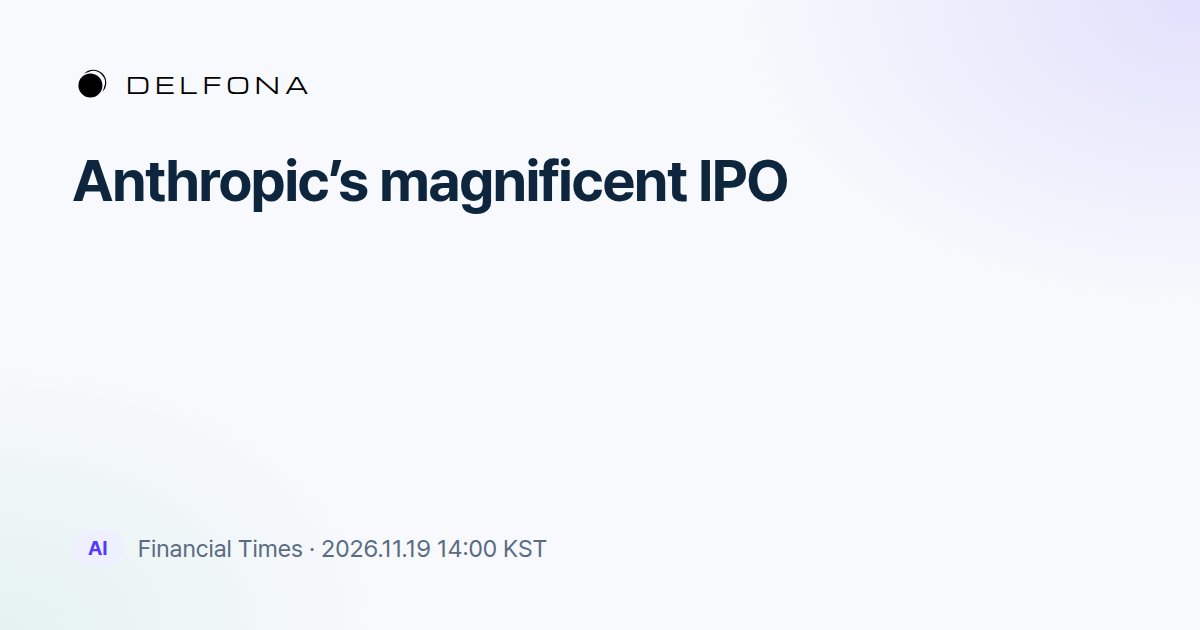 DELFONA
Anthropic’s magnificent IPO
AI Financial Times · 2026.11.19 14:00 KST